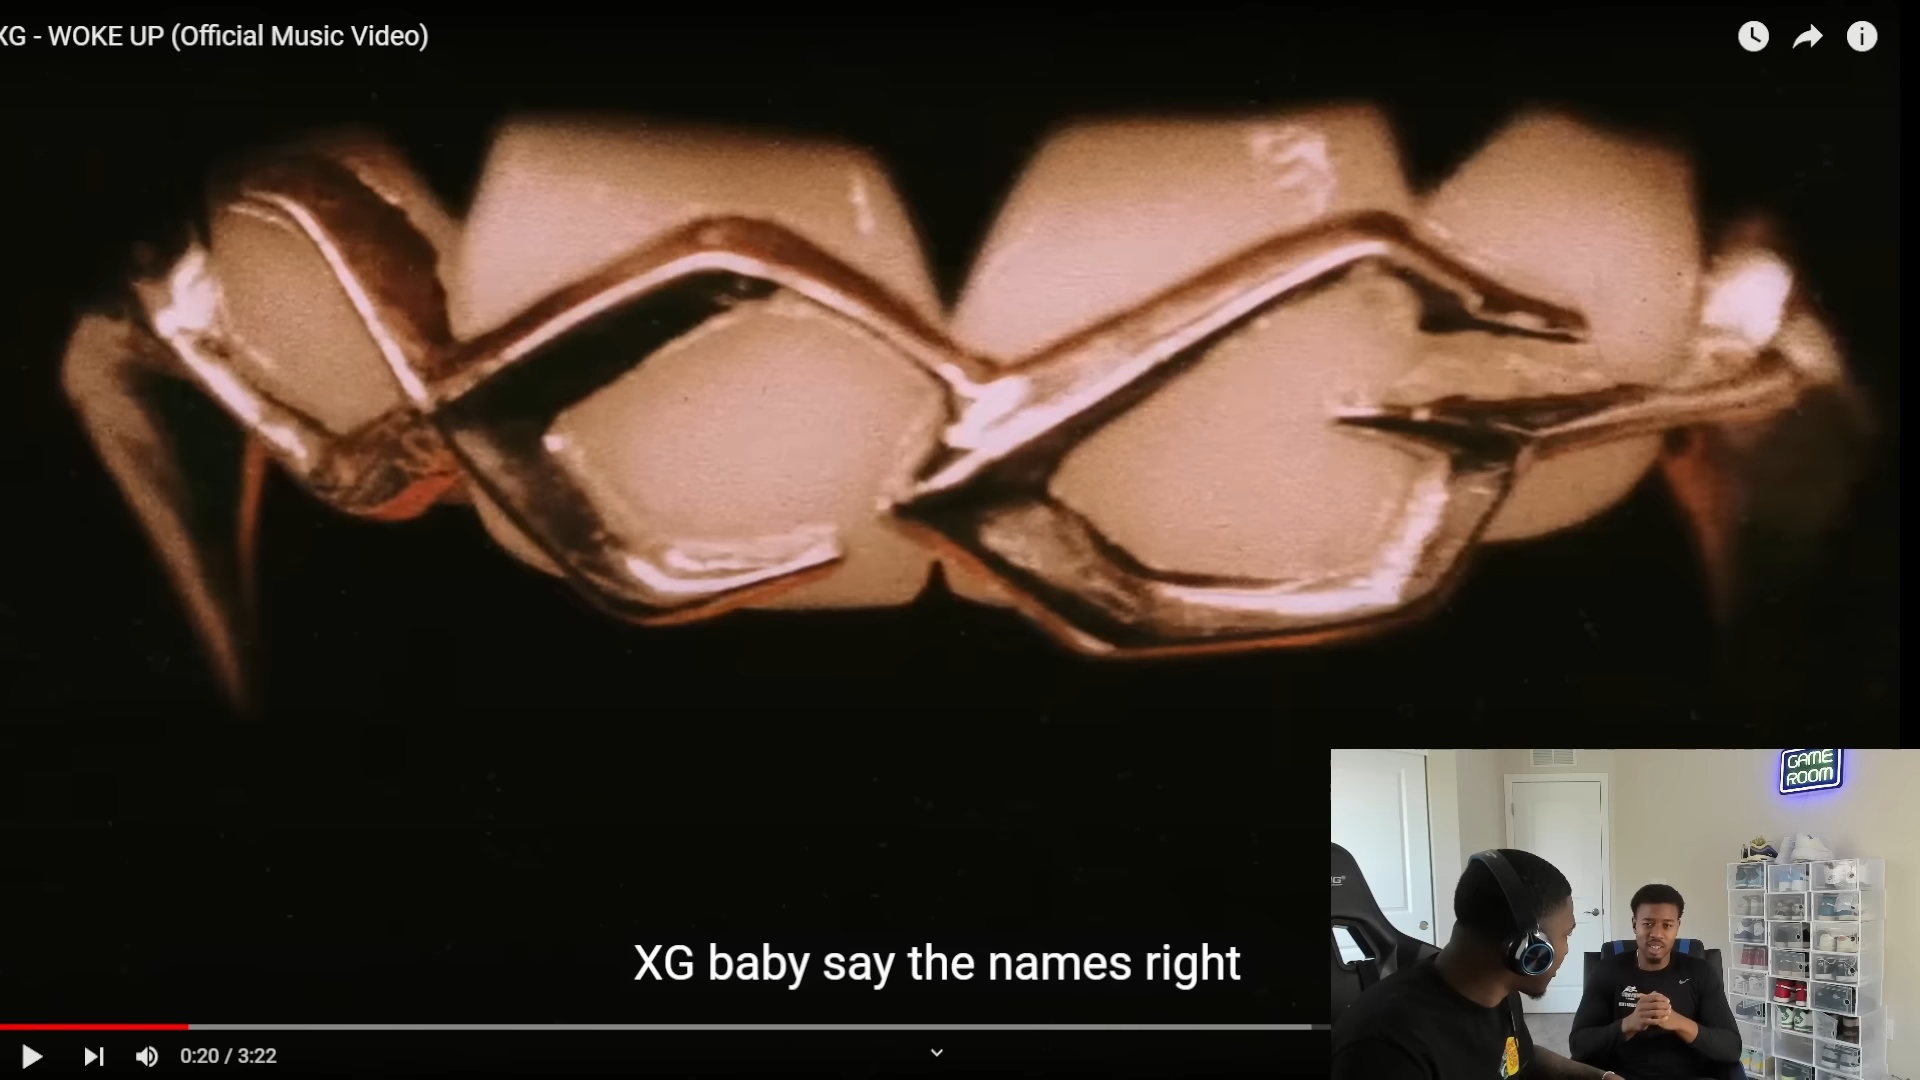 XG - WOKE UP (Official Music Video)
GAME
ROOM
XG baby say the names right
0:20 / 3:22